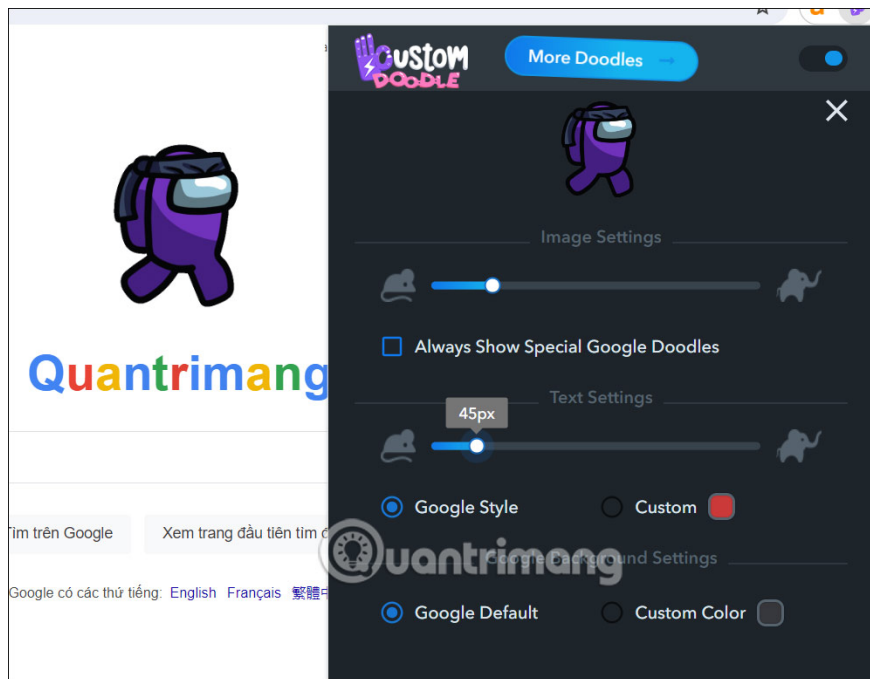 CUSTOM
DOODLE
More Doodles →
Image Settings
Always Show Special Google Doodles
Quantrimang
Text Settings
45px
Google Style
Custom
Tìm trên Google
Xem trang đầu tiên tìm đ
Quantrimang
Google Background Settings
Google có các thứ tiếng: English Français 繁體中
Google Default
Custom Color